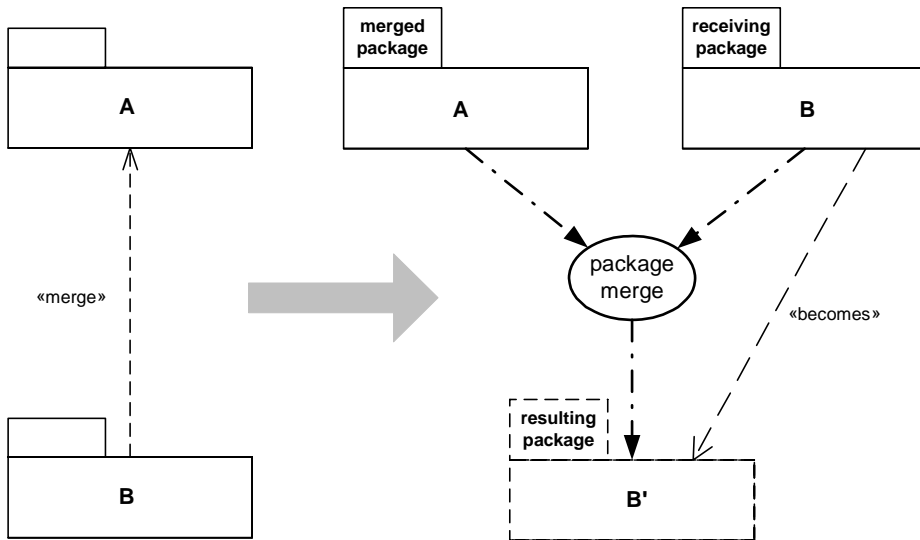 A
«merge»
B
merged
package
A
receiving
package
B
package
merge
«becomes»
resulting
package
B'